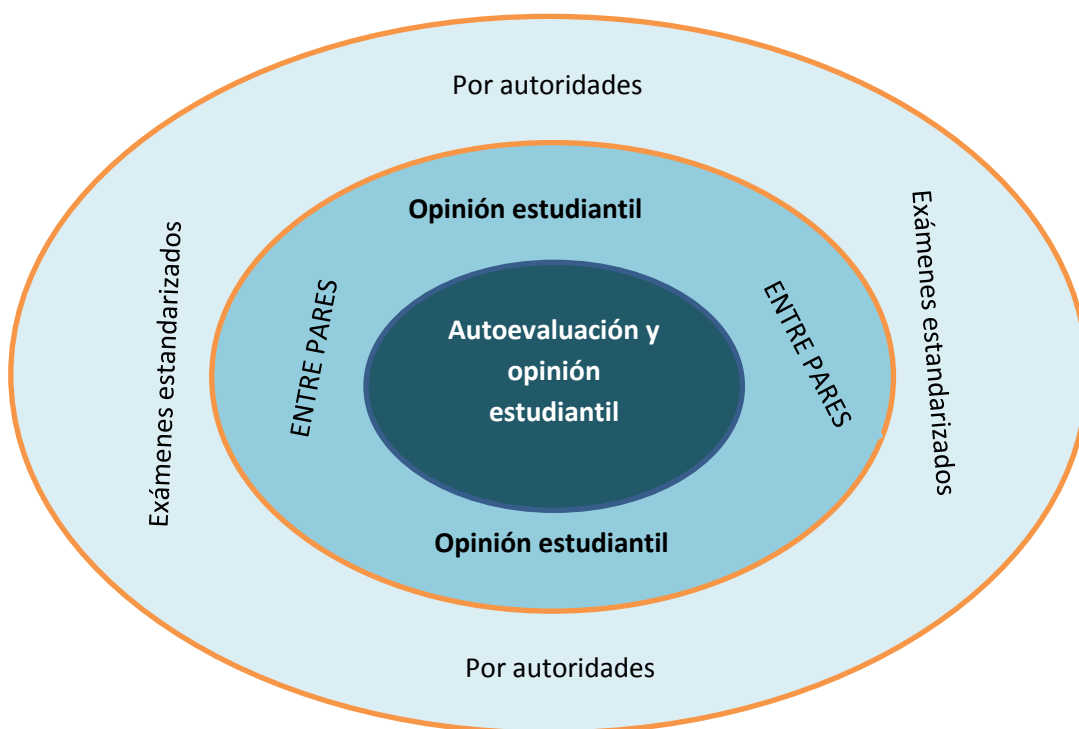 Por autoridades
Opinión estudiantil
Exámenes estandarizados
ENTRE PARES
Autoevaluación y
opinión
estudiantil
ENTRE PARES
Exámenes estandarizados
Opinión estudiantil
Por autoridades